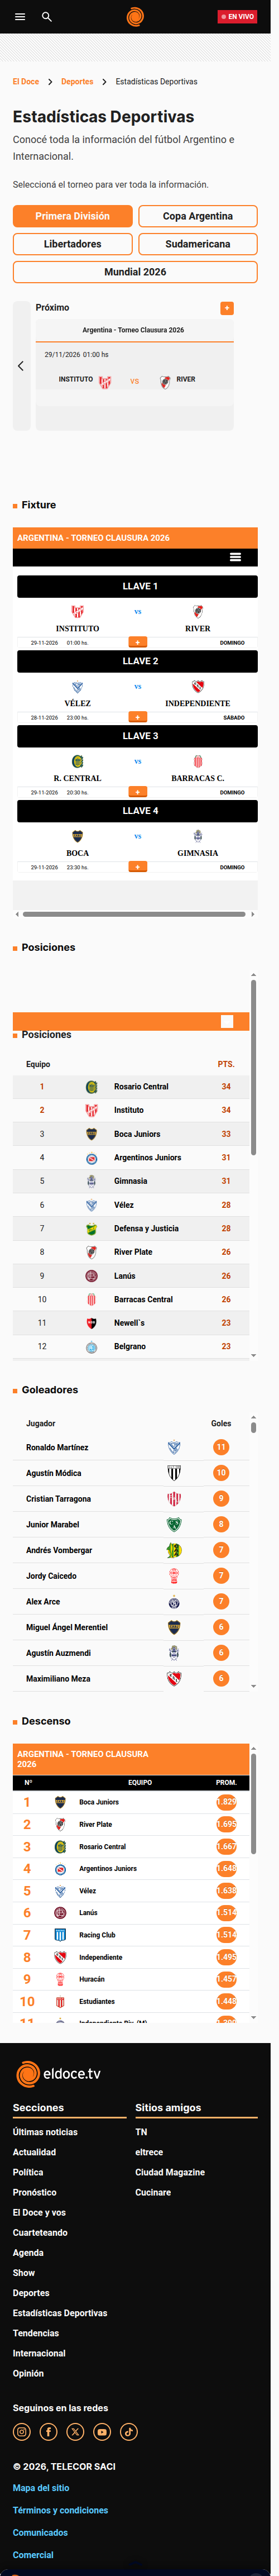 EN VIVO
El Doce
Deportes
Estadísticas Deportivas
Estadísticas Deportivas
Conocé toda la información del fútbol Argentino e
Internacional.
Seleccioná el torneo para ver toda la información.
Primera División
Copa Argentina
Libertadores
Sudamericana
Mundial 2026
Próximo
+
Argentina - Torneo Clausura 2026
29/11/2026 01:00 hs
INSTITUTO
VS
RIVER
Fixture
ARGENTINA - TORNEO CLAUSURA 2026
LLAVE 1
vs
INSTITUTO
RIVER
29-11-2026 01:00 hs.
+
DOMINGO
LLAVE 2
vs
VÉLEZ
INDEPENDIENTE
28-11-2026 23:00 hs.
+
SÁBADO
LLAVE 3
vs
R. CENTRAL
BARRACAS C.
29-11-2026 20:30 hs.
+
DOMINGO
LLAVE 4
vs
BOCA
GIMNASIA
29-11-2026 23:30 hs.
+
DOMINGO
Posiciones
Posiciones
Equipo PTS.
1 Rosario Central 34
2 Instituto 34
3 Boca Juniors 33
4 Argentinos Juniors 31
5 Gimnasia 31
6 Vélez 28
7 Defensa y Justicia 28
8 River Plate 26
9 Lanús 26
10 Barracas Central 26
11 Newell`s 23
12 Belgrano 23
Goleadores
Jugador Goles
Ronaldo Martínez 11
Agustín Módica 10
Cristian Tarragona 9
Junior Marabel 8
Andrés Vombergar 7
Jordy Caicedo 7
Alex Arce 7
Miguel Ángel Merentiel 6
Agustín Auzmendi 6
Maximiliano Meza 6
Descenso
ARGENTINA - TORNEO CLAUSURA
2026
Nº EQUIPO PROM.
1 Boca Juniors 1.829
2 River Plate 1.695
3 Rosario Central 1.667
4 Argentinos Juniors 1.648
5 Vélez 1.638
6 Lanús 1.514
7 Racing Club 1.514
8 Independiente 1.495
9 Huracán 1.457
10 Estudiantes 1.448
eldoce.tv
Secciones
Últimas noticias
Actualidad
Política
Pronóstico
El Doce y vos
Cuarteteando
Agenda
Show
Deportes
Estadísticas Deportivas
Tendencias
Internacional
Opinión
Sitios amigos
TN
eltrece
Ciudad Magazine
Cucinare
Seguinos en las redes
© 2026, TELECOR SACI
Mapa del sitio
Términos y condiciones
Comunicados
Comercial